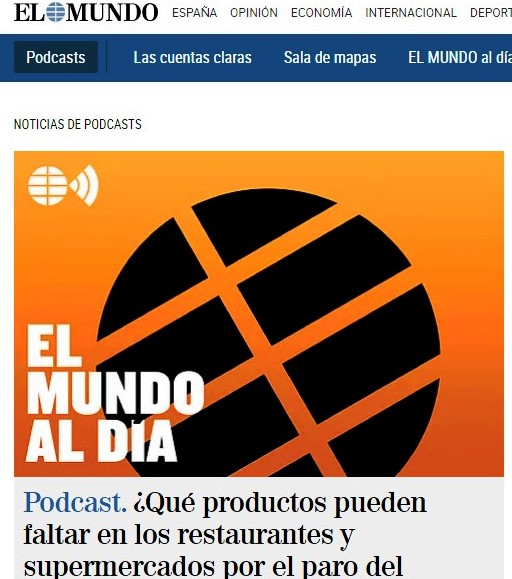 EL MUNDO ESPAÑA OPINIÓN ECONOMÍA INTERNACIONAL DEPORT
Podcasts Las cuentas claras Sala de mapas EL MUNDO al día
NOTICIAS DE PODCASTS
EL
MUNDO
AL DÍA
Podcast. ¿Qué productos pueden
faltar en los restaurantes y
supermercados por el paro del